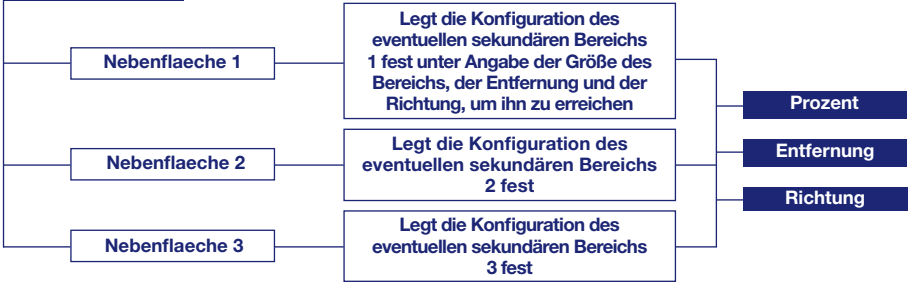 Nebenflaeche 1
Legt die Konfiguration des
eventuellen sekundären Bereichs
1 fest unter Angabe der Größe des
Bereichs, der Entfernung und der
Richtung, um ihn zu erreichen
Nebenflaeche 2
Legt die Konfiguration des
eventuellen sekundären Bereichs
2 fest
Nebenflaeche 3
Legt die Konfiguration des
eventuellen sekundären Bereichs
3 fest
Prozent
Entfernung
Richtung